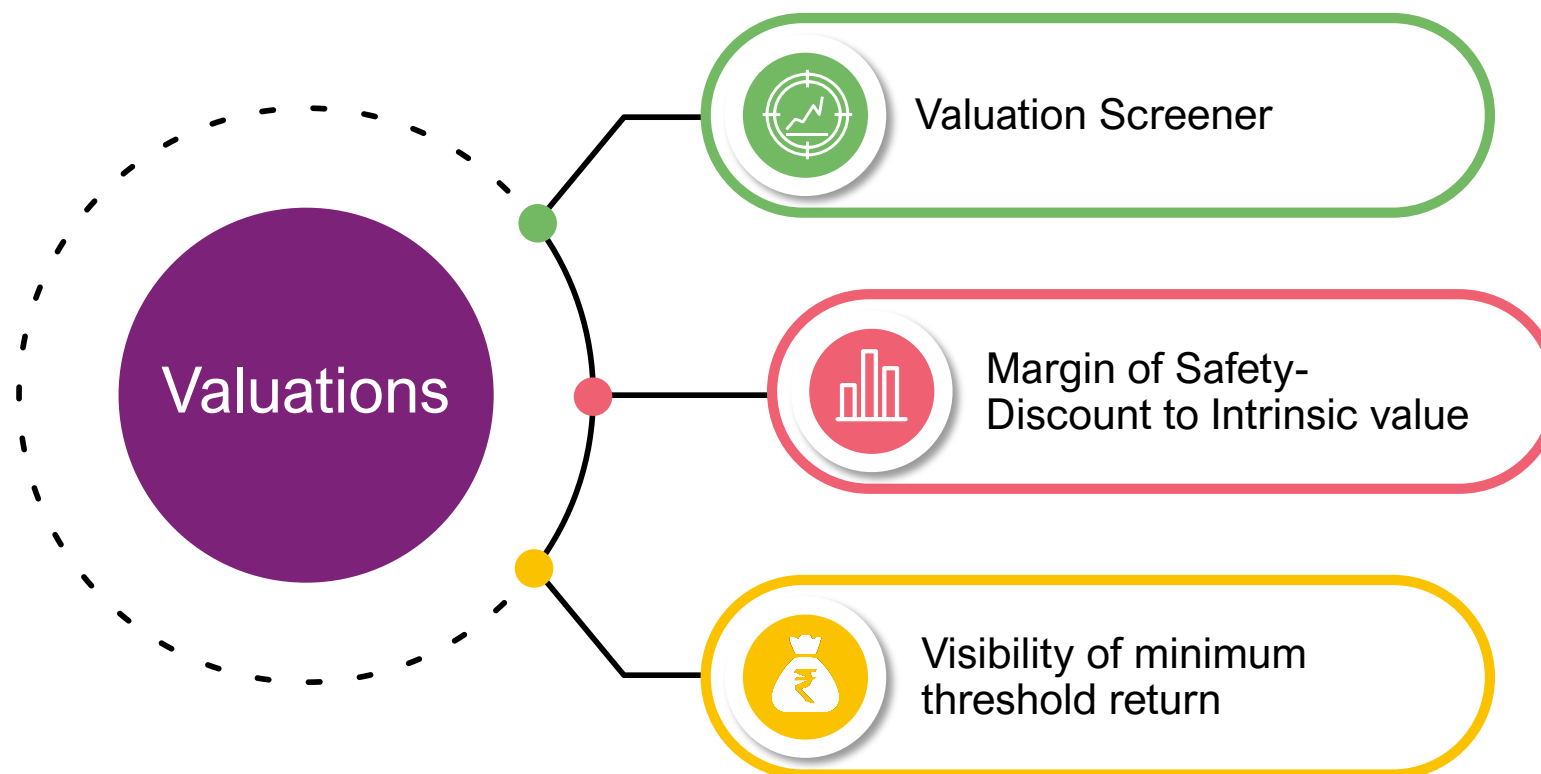 Valuations
Valuation Screener
Margin of Safety-
Discount to Intrinsic value
₹
Visibility of minimum
threshold return